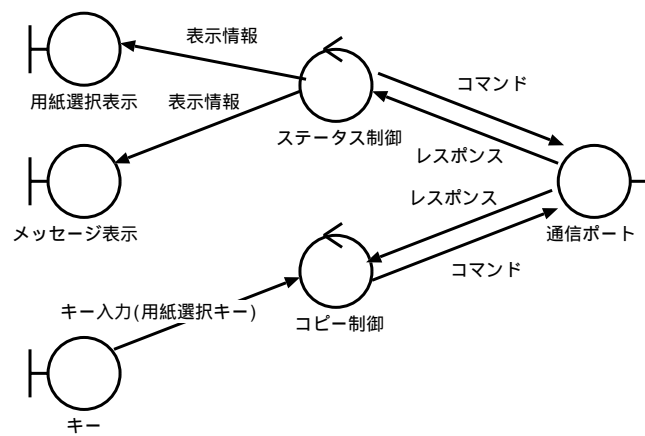 表示情報
用紙選択表示
表示情報
コマンド
ステータス制御
レスポンス
レスポンス
メッセージ表示
通信ポート
コマンド
キー入力(用紙選択キー)
コピー制御
キー